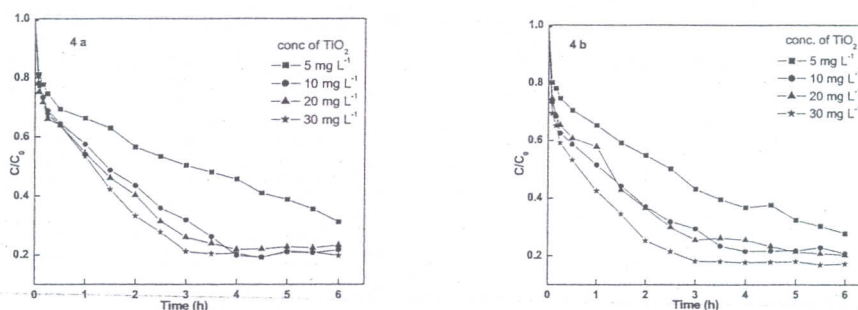 1.0
0.8
0.6
0.4
0.2
C/C₀
4 a
conc of TiO₂
5 mg L⁻¹
10 mg L⁻¹
20 mg L⁻¹
30 mg L⁻¹
0 1 2 3 4 5 6
Time (h)
1.0
0.8
0.6
0.4
0.2
C/C₀
4 b
conc. of TiO₂
5 mg L⁻¹
10 mg L⁻
20 mg L⁻
30 mg L⁻
0 1 2 3 4 5 6
Time (h)